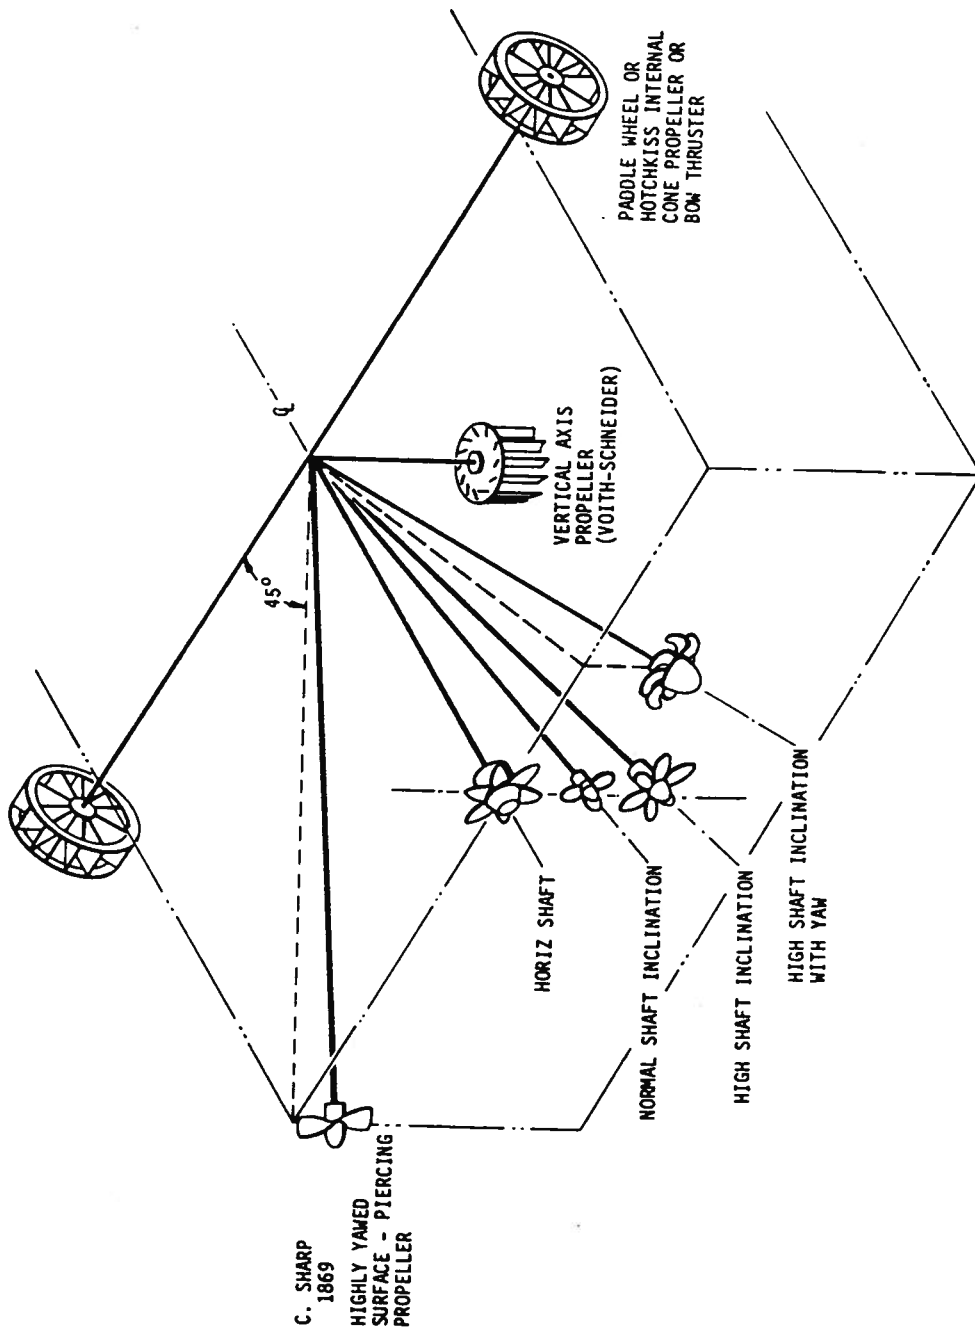 C. SHARP
1869
HIGHLY YAWED
SURFACE - PIERCING
PROPELLER
45°
℄
HORIZ SHAFT
NORMAL SHAFT INCLINATION
HIGH SHAFT INCLINATION
HIGH SHAFT INCLINATION
WITH YAW
VERTICAL AXIS
PROPELLER
(VOITH-SCHNEIDER)
PADDLE WHEEL OR
HOTCHKISS INTERNAL
CONE PROPELLER OR
BOW THRUSTER